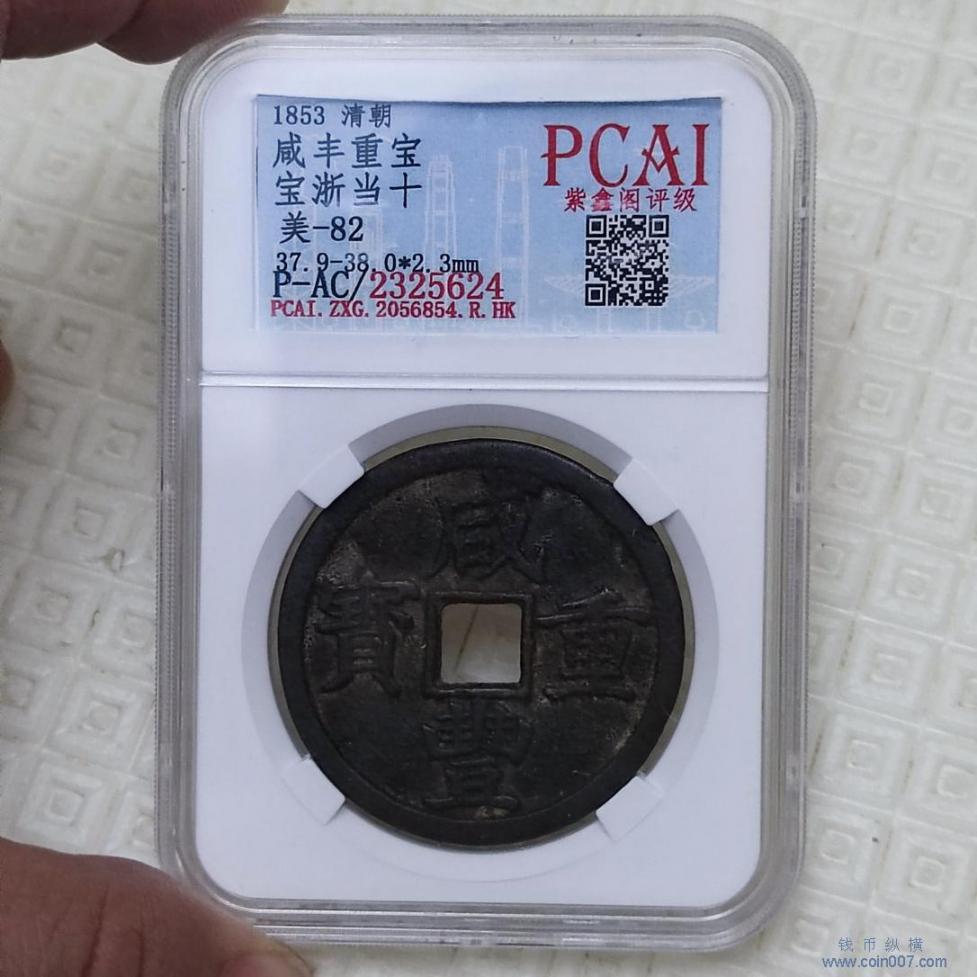 1853 清朝
咸丰重宝
宝浙当十
美-82
37.9-38.0*2.3mm
P-AC/2325624
PCAI. ZXG. 2056854. R. HK
PCAI
紫鑫阁评级
咸
重
寳
豐
钱币纵横
www.coin007.com